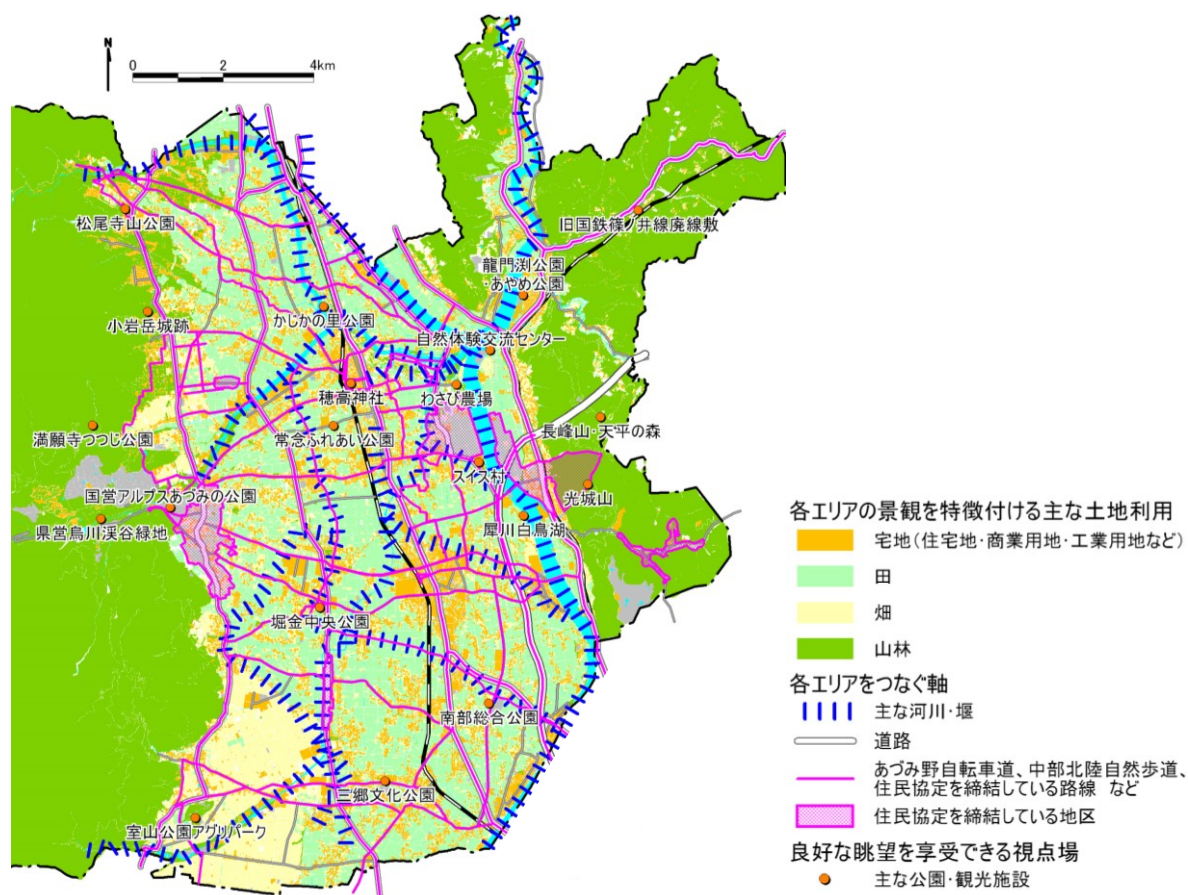 N
0 2 4km
松尾寺山公園
旧国鉄篠ノ井線廃線敷
龍門渕公園
・あやめ公園
小岩岳城跡
かじかの里公園
自然体験交流センター
穂高神社
わさび農場
満願寺つつじ公園
常念ふれあい公園
長峰山・天平の森
スイス村
光城山
国営アルプスあづみの公園
県営烏川渓谷緑地
犀川白鳥湖
堀金中央公園
南部総合公園
三郷文化公園
室山公園アグリパーク
各エリアの景観を特徴付ける主な土地利用
宅地(住宅地・商業用地・工業用地など)
田
畑
山林
各エリアをつなぐ軸
主な河川・堰
道路
あづみ野自転車道、中部北陸自然歩道、
住民協定を締結している路線 など
住民協定を締結している地区
良好な眺望を享受できる視点場
主な公園・観光施設